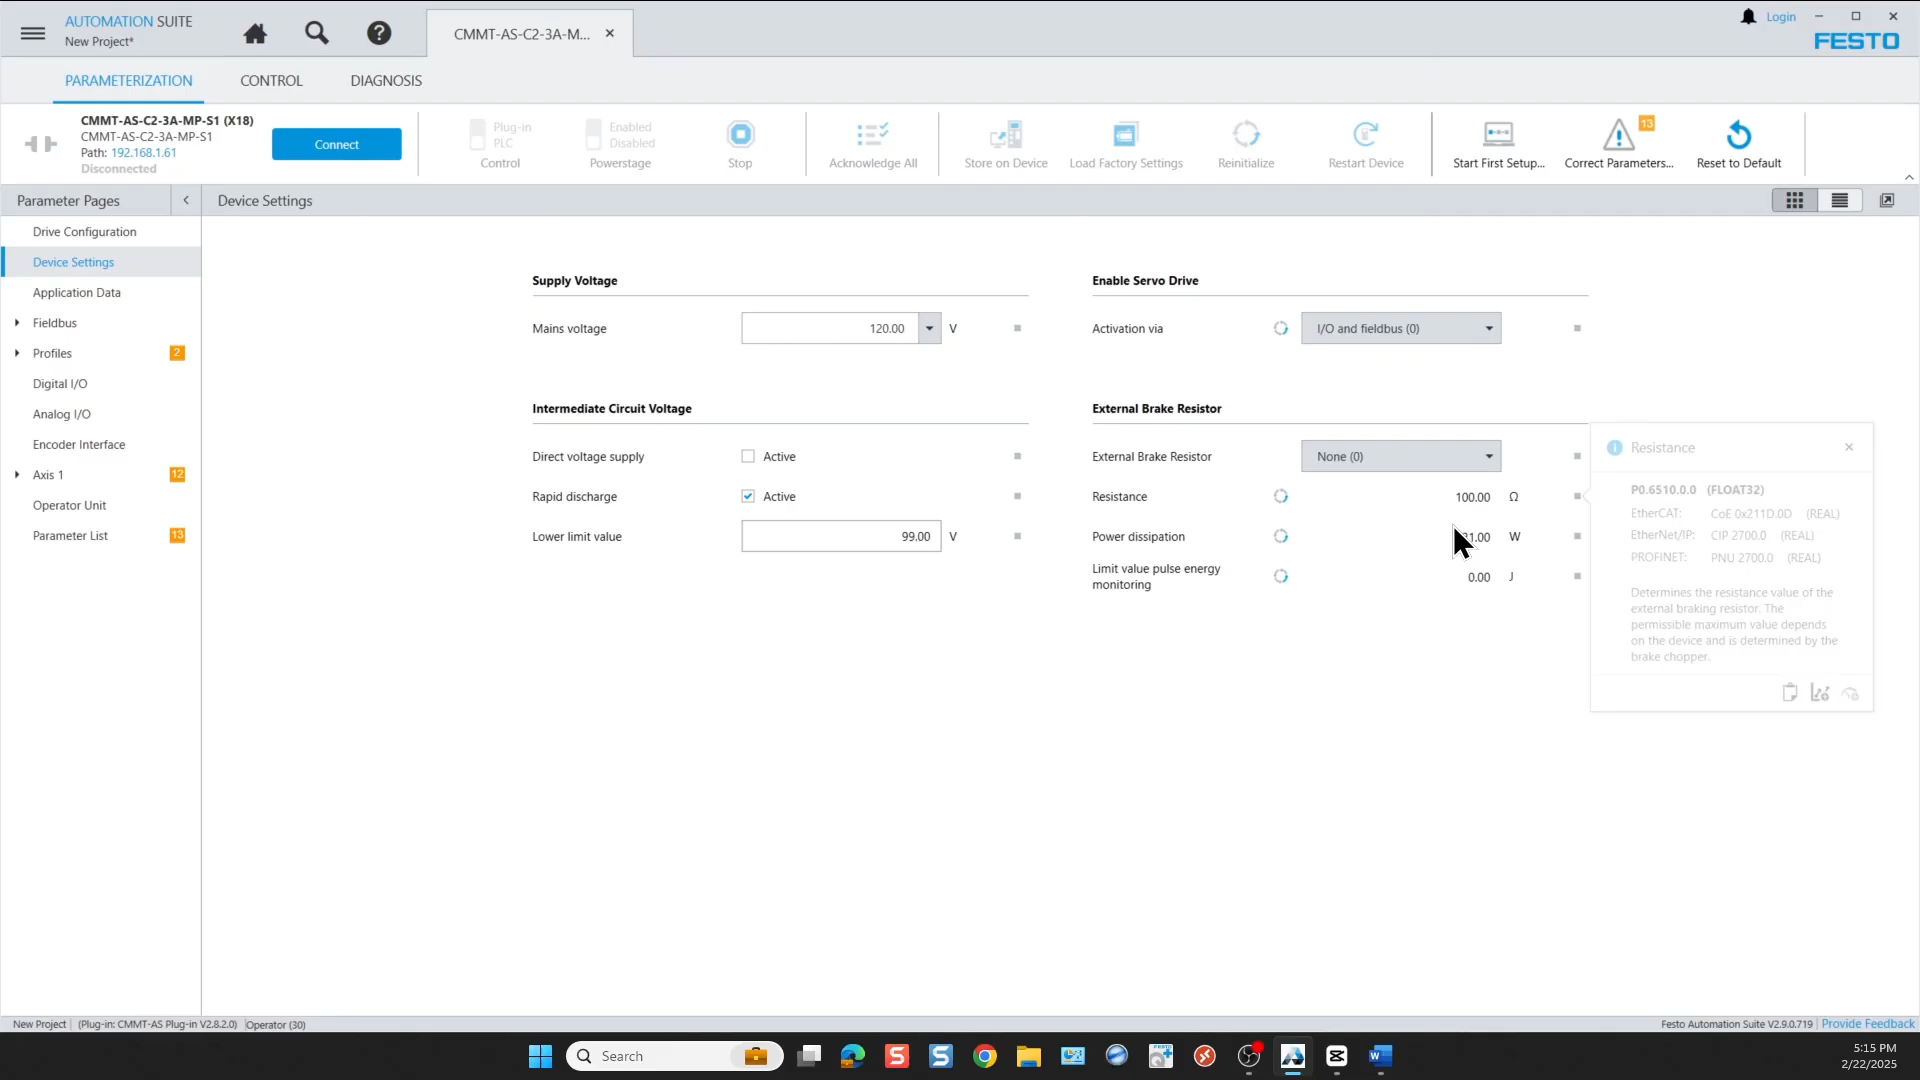 AUTOMATION SUITE
New Project*
CMMT-AS-C2-3A-M...
Login
FESTO
PARAMETERIZATION
CONTROL
DIAGNOSIS
CMMT-AS-C2-3A-MP-S1 (X18)
CMMT-AS-C2-3A-MP-S1
Path: 192.168.1.61
Disconnected
Connect
Plug-in
PLC
Control
Enabled
Disabled
Powerstage
Stop
Acknowledge All
Store on Device
Load Factory Settings
Reinitialize
Restart Device
Start First Setup...
13
Correct Parameters...
Reset to Default
Parameter Pages
Device Settings
Drive Configuration
Device Settings
Application Data
Fieldbus
Profiles 2
Digital I/O
Analog I/O
Encoder Interface
Axis 1 12
Operator Unit
Parameter List 13
Supply Voltage
Mains voltage 120.00 V
Intermediate Circuit Voltage
Direct voltage supply Active
Rapid discharge Active
Lower limit value 99.00 V
Enable Servo Drive
Activation via I/O and fieldbus (0)
External Brake Resistor
External Brake Resistor None (0)
Resistance 100.00 Ω
Power dissipation 1.00 W
Limit value pulse energy
monitoring 0.00 J
Resistance
P0.6510.0.0 (FLOAT32)
EtherCAT: CoE 0x211D.0D (REAL)
EtherNet/IP: CIP 2700.0 (REAL)
PROFINET: PNU 2700.0 (REAL)
Determines the resistance value of the
external braking resistor. The
permissible maximum value depends
on the device and is determined by the
brake chopper.
New Project (Plug-in: CMMT-AS Plug-in V2.8.2.0) Operator (30)
Festo Automation Suite V2.9.0.719 Provide Feedback
Search
5:15 PM
2/22/2025